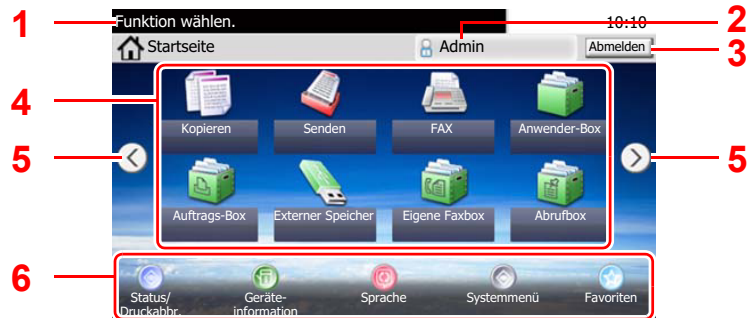 1 Funktion wählen. 10:10 2
Startseite Admin Abmelden 3
4
Kopieren Senden FAX Anwender-Box
5 5
Auftrags-Box Externer Speicher Eigene Faxbox Abrufbox
6
Status/ Geräte- Sprache Systemmenü Favoriten
Druckabbr. information